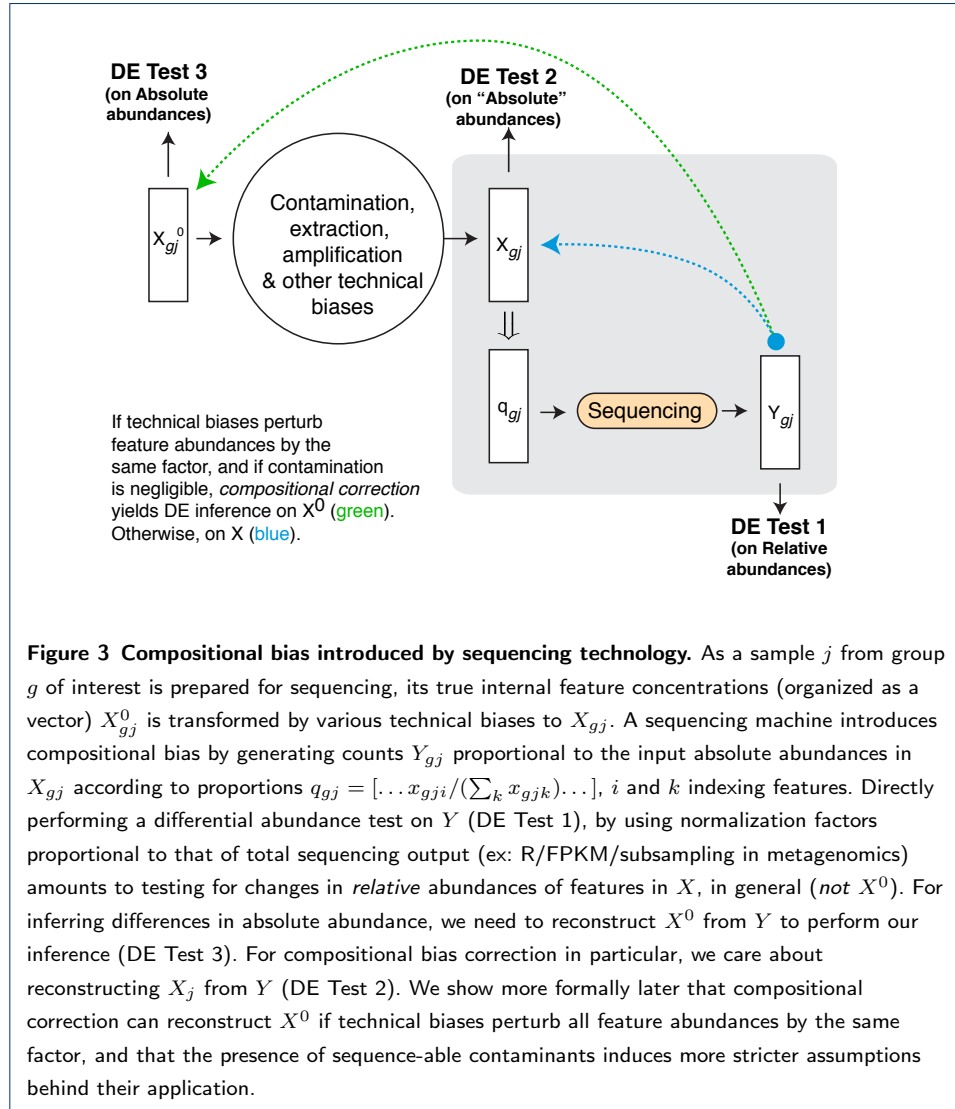 DE Test 3
(on Absolute
abundances)
DE Test 2
(on “Absolute”
abundances)
X_gj^0
Contamination,
extraction,
amplification
& other technical
biases
X_gj
⇓
q_gj
Sequencing
Y_gj
If technical biases perturb
feature abundances by the
same factor, and if contamination
is negligible, compositional correction
yields DE inference on X^0 (green).
Otherwise, on X (blue).
DE Test 1
(on Relative
abundances)
Figure 3 Compositional bias introduced by sequencing technology. As a sample j from group
g of interest is prepared for sequencing, its true internal feature concentrations (organized as a
vector) X_gj^0 is transformed by various technical biases to X_gj. A sequencing machine introduces
compositional bias by generating counts Y_gj proportional to the input absolute abundances in
X_gj according to proportions q_gj = [. . . x_gji/(∑_k x_gjk) . . . ], i and k indexing features. Directly
performing a differential abundance test on Y (DE Test 1), by using normalization factors
proportional to that of total sequencing output (ex: R/FPKM/subsampling in metagenomics)
amounts to testing for changes in relative abundances of features in X, in general (not X^0). For
inferring differences in absolute abundance, we need to reconstruct X^0 from Y to perform our
inference (DE Test 3). For compositional bias correction in particular, we care about
reconstructing X_j from Y (DE Test 2). We show more formally later that compositional
correction can reconstruct X^0 if technical biases perturb all feature abundances by the same
factor, and that the presence of sequence-able contaminants induces more stricter assumptions
behind their application.